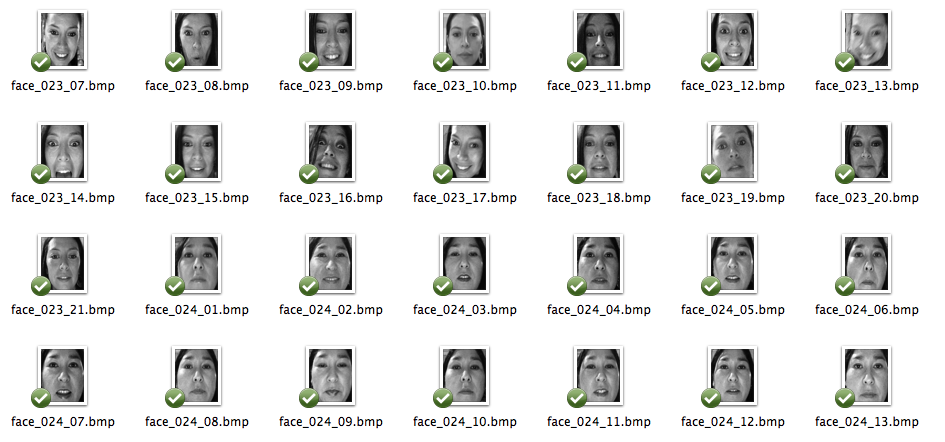 face_023_07.bmp face_023_08.bmp face_023_09.bmp face_023_10.bmp face_023_11.bmp face_023_12.bmp face_023_13.bmp
face_023_14.bmp face_023_15.bmp face_023_16.bmp face_023_17.bmp face_023_18.bmp face_023_19.bmp face_023_20.bmp
face_023_21.bmp face_024_01.bmp face_024_02.bmp face_024_03.bmp face_024_04.bmp face_024_05.bmp face_024_06.bmp
face_024_07.bmp face_024_08.bmp face_024_09.bmp face_024_10.bmp face_024_11.bmp face_024_12.bmp face_024_13.bmp